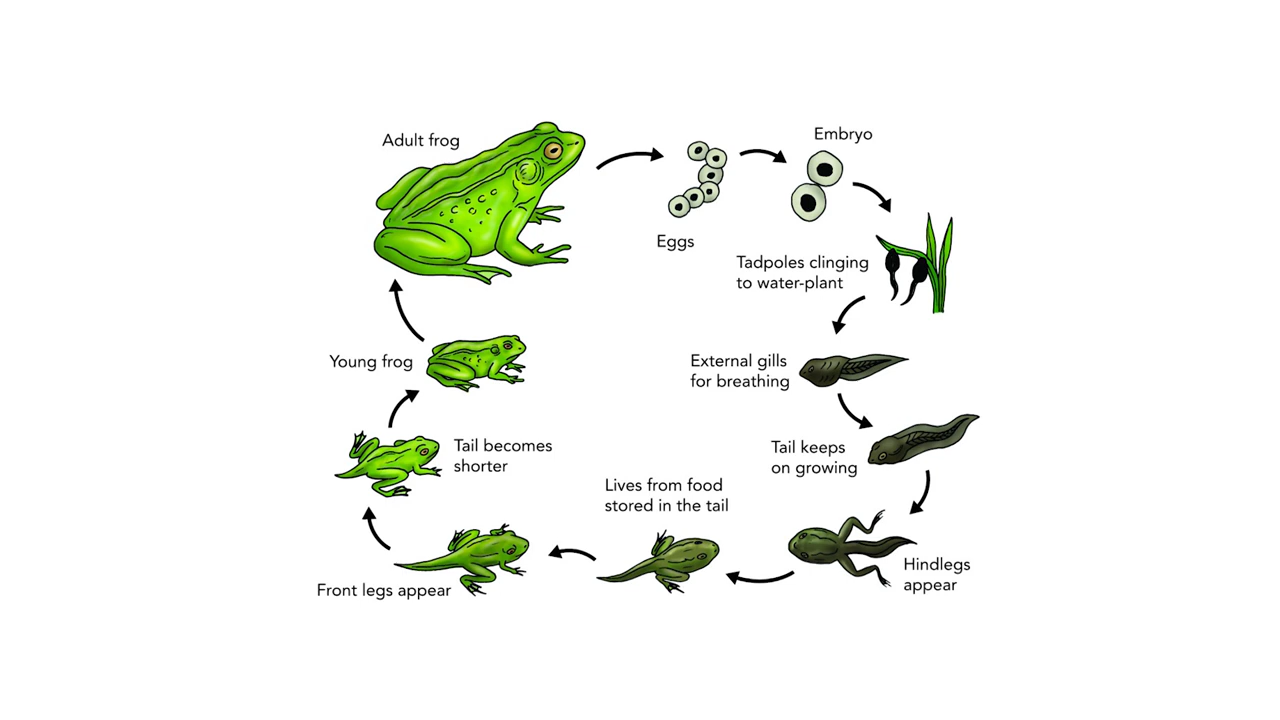 Adult frog
Eggs
Embryo
Tadpoles clinging
to water-plant
External gills
for breathing
Tail keeps
on growing
Hindlegs
appear
Lives from food
stored in the tail
Front legs appear
Tail becomes
shorter
Young frog